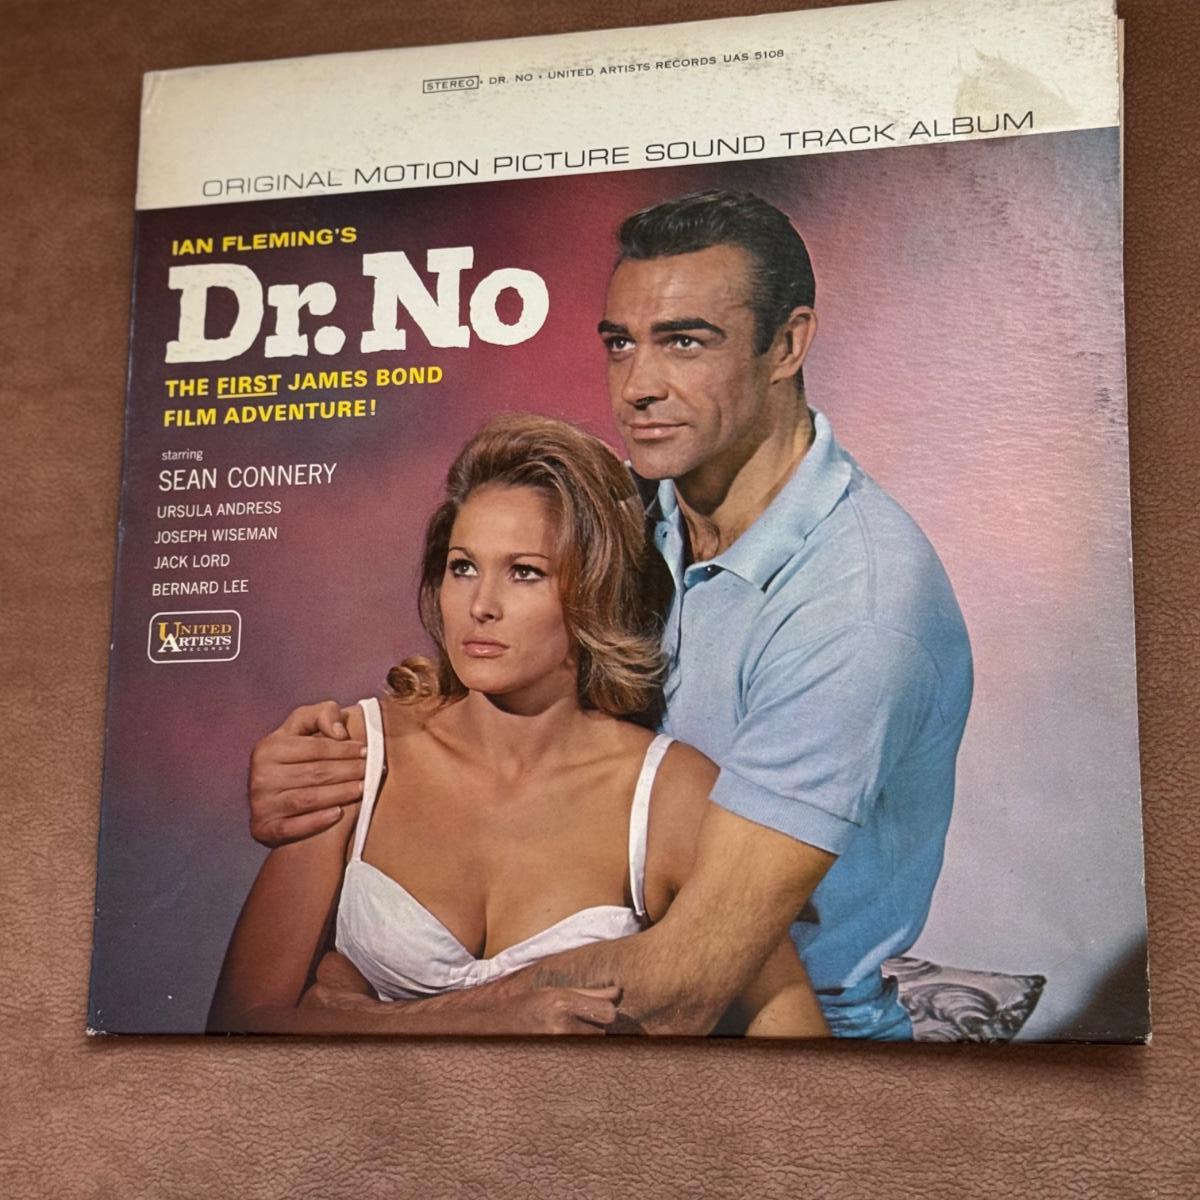 STEREO • DR. NO • UNITED ARTISTS RECORDS UAS 5108
ORIGINAL MOTION PICTURE SOUND TRACK ALBUM
IAN FLEMING'S
Dr. No
THE FIRST JAMES BOND
FILM ADVENTURE!
starring
SEAN CONNERY
URSULA ANDRESS
JOSEPH WISEMAN
JACK LORD
BERNARD LEE
UNITED
ARTISTS
RECORDS